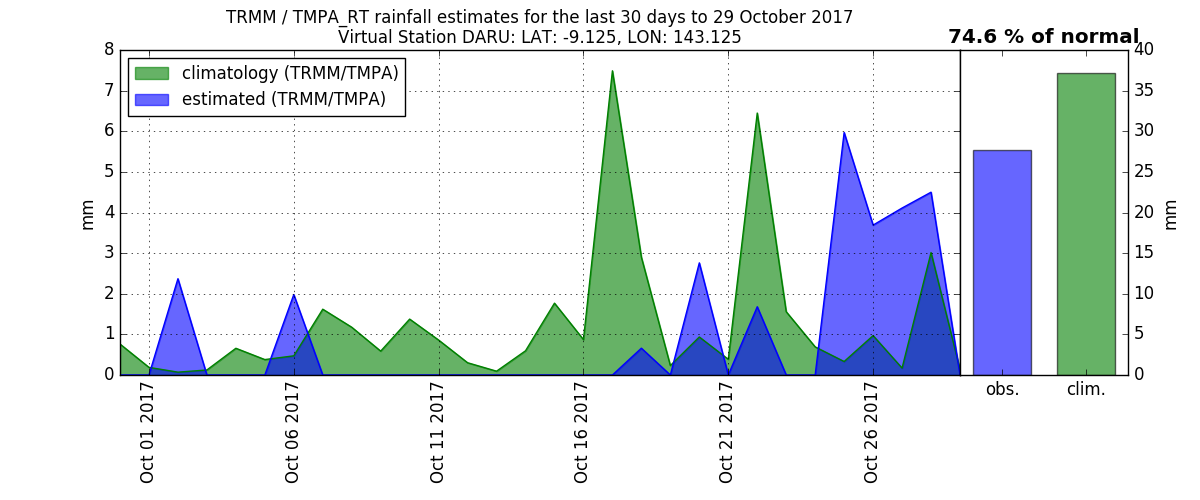 TRMM / TMPA_RT rainfall estimates for the last 30 days to 29 October 2017
Virtual Station DARU: LAT: -9.125, LON: 143.125
74.6 % of normal
climatology (TRMM/TMPA)
estimated (TRMM/TMPA)
mm
8
7
6
5
4
3
2
1
0
Oct 01 2017
Oct 06 2017
Oct 11 2017
Oct 16 2017
Oct 21 2017
Oct 26 2017
40
35
30
25
20
15
10
5
0
mm
obs.
clim.